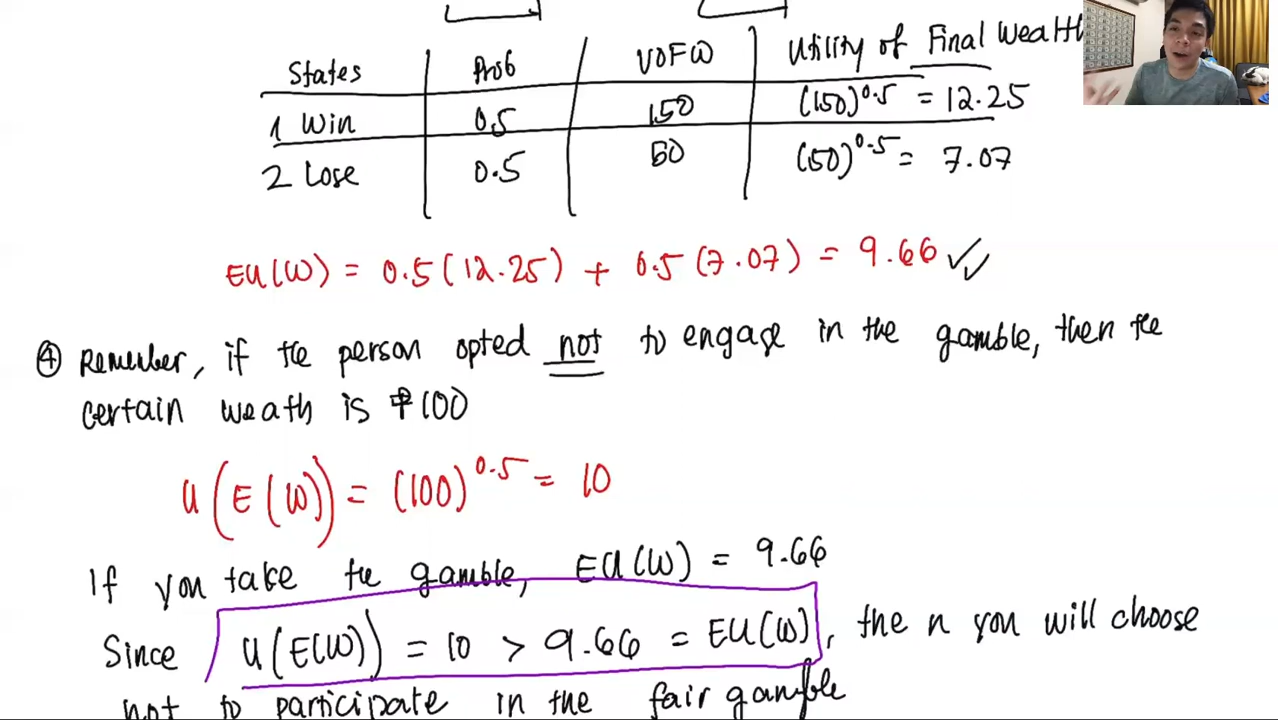 States Prob VOFW Utility of Final Wealth
1 Win 0.5 150 (150)^0.5 = 12.25
2 Lose 0.5 50 (50)^0.5 = 7.07
EU(W) = 0.5(12.25) + 0.5(7.07) = 9.66 ✓✓
④ Remember, if the person opted not to engage in the gamble, then the
certain weath is ₱100
U(E(W)) = (100)^0.5 = 10
If you take the gamble, EU(W) = 9.66
Since U(E(W)) = 10 > 9.66 = EU(W), the n you will choose
not to participate in the fair gamble